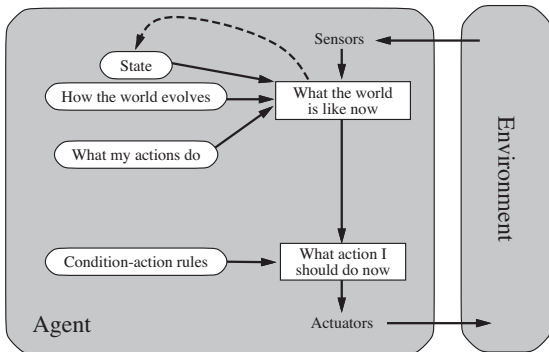 Sensors
State
How the world evolves
What the world
is like now
What my actions do
Environment
Condition-action rules
What action I
should do now
Agent
Actuators